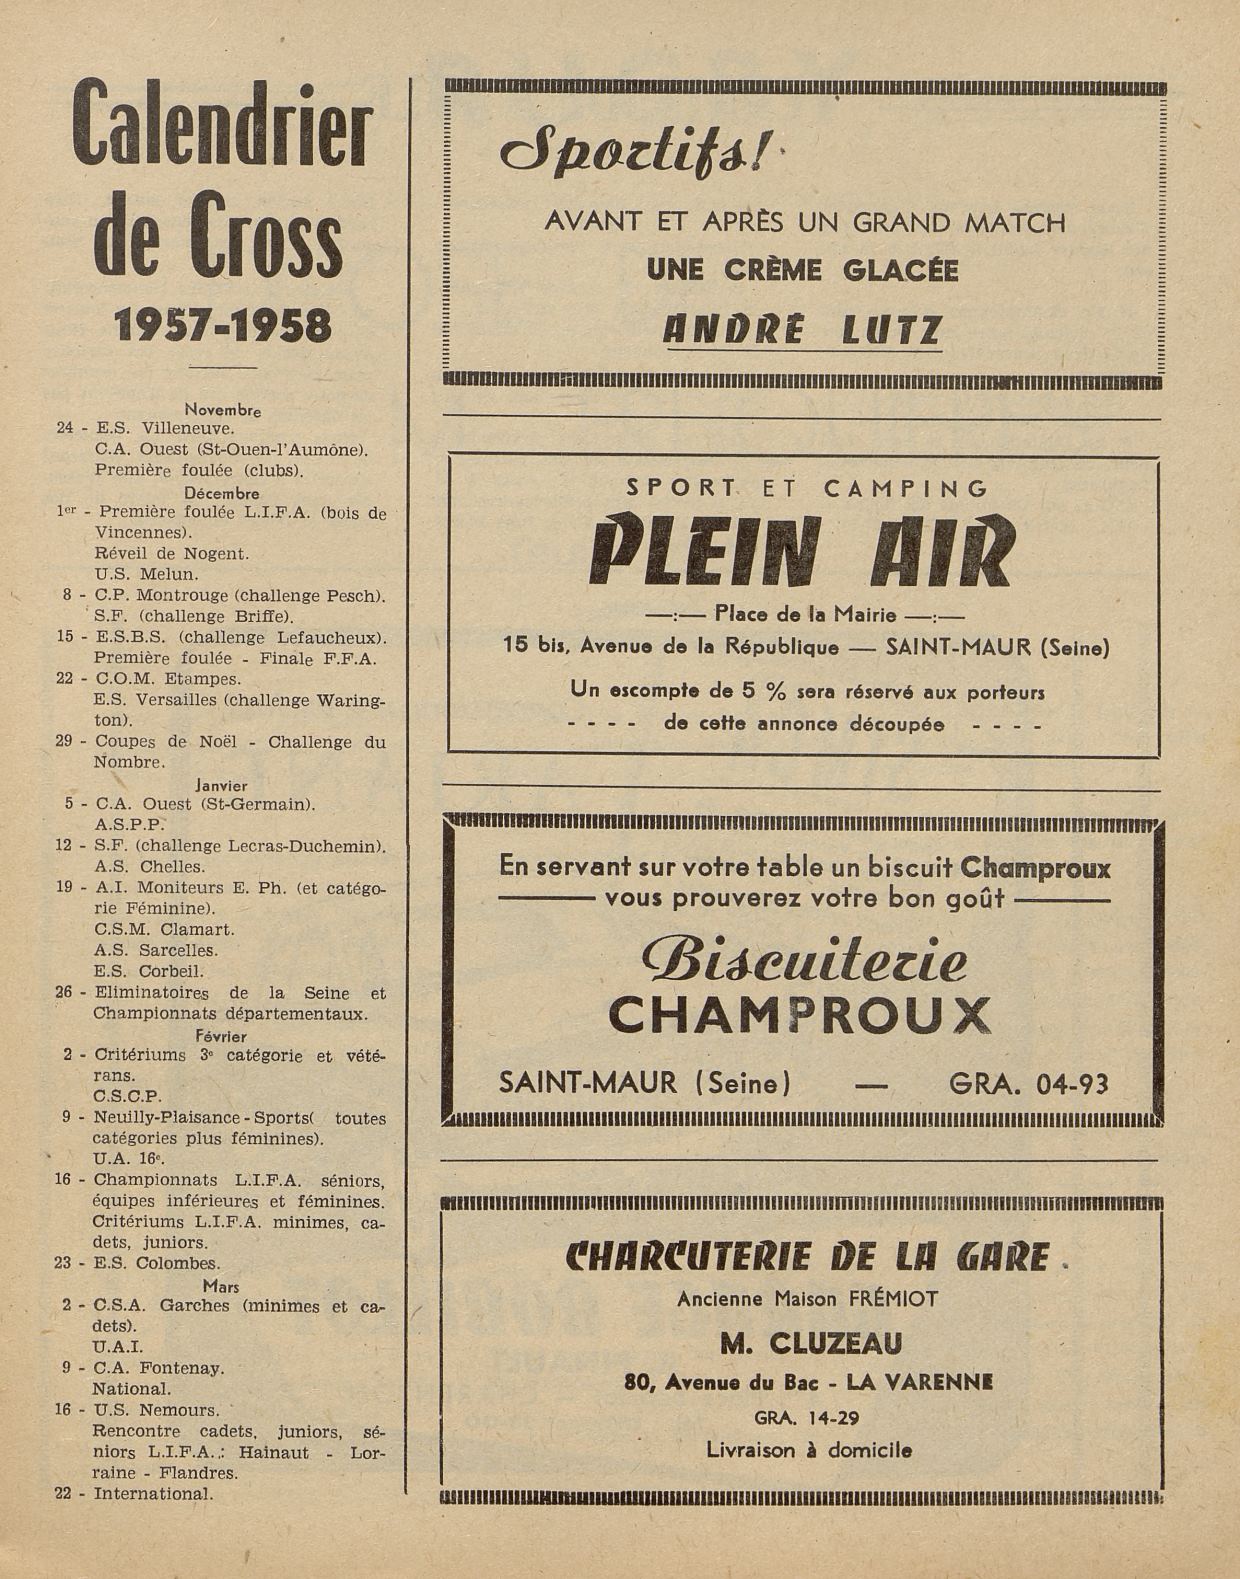 Calendrier
de Cross
1957-1958
Novembre
24 - E.S. Villeneuve.
C.A. Ouest (St-Ouen-l'Aumône).
Première foulée (clubs).
Décembre
1er - Première foulée L.I.F.A. (bois de
Vincennes).
Réveil de Nogent.
U.S. Melun.
8 - C.P. Montrouge (challenge Pesch).
S.F. (challenge Briffe).
15 - E.S.B.S. (challenge Lefaucheux).
Première foulée - Finale F.F.A.
22 - C.O.M. Etampes.
E.S. Versailles (challenge Waring-
ton).
29 - Coupes de Noël - Challenge du
Nombre.
Janvier
5 - C.A. Ouest (St-Germain).
A.S.P.P.
12 - S.F. (challenge Lecras-Duchemin).
A.S. Chelles.
19 - A.I. Moniteurs E. Ph. (et catégo-
rie Féminine).
C.S.M. Clamart.
A.S. Sarcelles.
E.S. Corbeil.
26 - Eliminatoires de la Seine et
Championnats départementaux.
Février
2 - Critériums 3e catégorie et vété-
rans.
C.S.C.P.
9 - Neuilly-Plaisance-Sports( toutes
catégories plus féminines).
U.A. 16e.
16 - Championnats L.I.F.A. séniors,
équipes inférieures et féminines.
Critériums L.I.F.A. minimes, ca-
dets, juniors.
23 - E.S. Colombes.
Mars
2 - C.S.A. Garches (minimes et ca-
dets).
U.A.I.
9 - C.A. Fontenay.
National.
16 - U.S. Nemours.
Rencontre cadets, juniors, sé-
niors L.I.F.A. : Hainaut - Lor-
raine - Flandres.
22 - International.
Sportifs!
AVANT ET APRÈS UN GRAND MATCH
UNE CRÈME GLACÉE
ANDRÉ LUTZ
SPORT ET CAMPING
PLEIN AIR
—:— Place de la Mairie —:—
15 bis, Avenue de la République — SAINT-MAUR (Seine)
Un escompte de 5 % sera réservé aux porteurs
- - - - de cette annonce découpée - - - -
En servant sur votre table un biscuit Champroux
vous prouverez votre bon goût
Biscuiterie
CHAMPROUX
SAINT-MAUR (Seine) — GRA. 04-93
CHARCUTERIE DE LA GARE
Ancienne Maison FRÉMIOT
M. CLUZEAU
80, Avenue du Bac - LA VARENNE
GRA. 14-29
Livraison à domicile